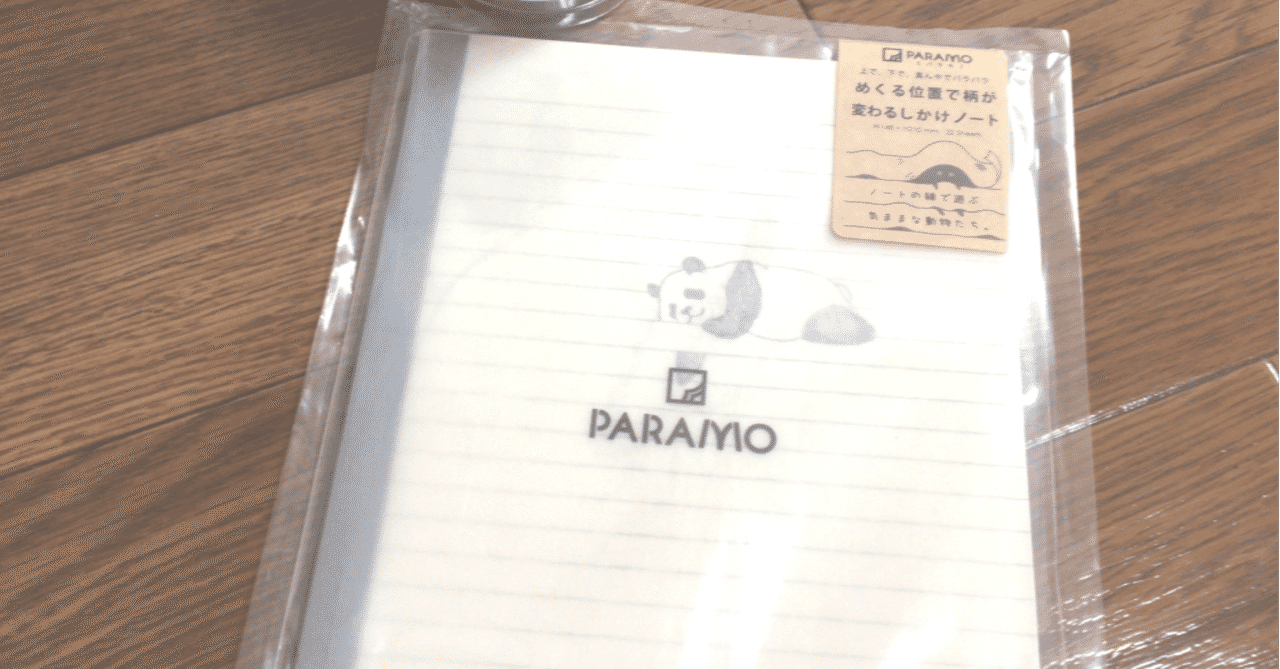 PARAMO
上で、下で、真ん中でパラパラ
めくる位置で柄が
変わるしかけノート
ノートの線で遊ぶ
気ままな動物たち。
PARAMO